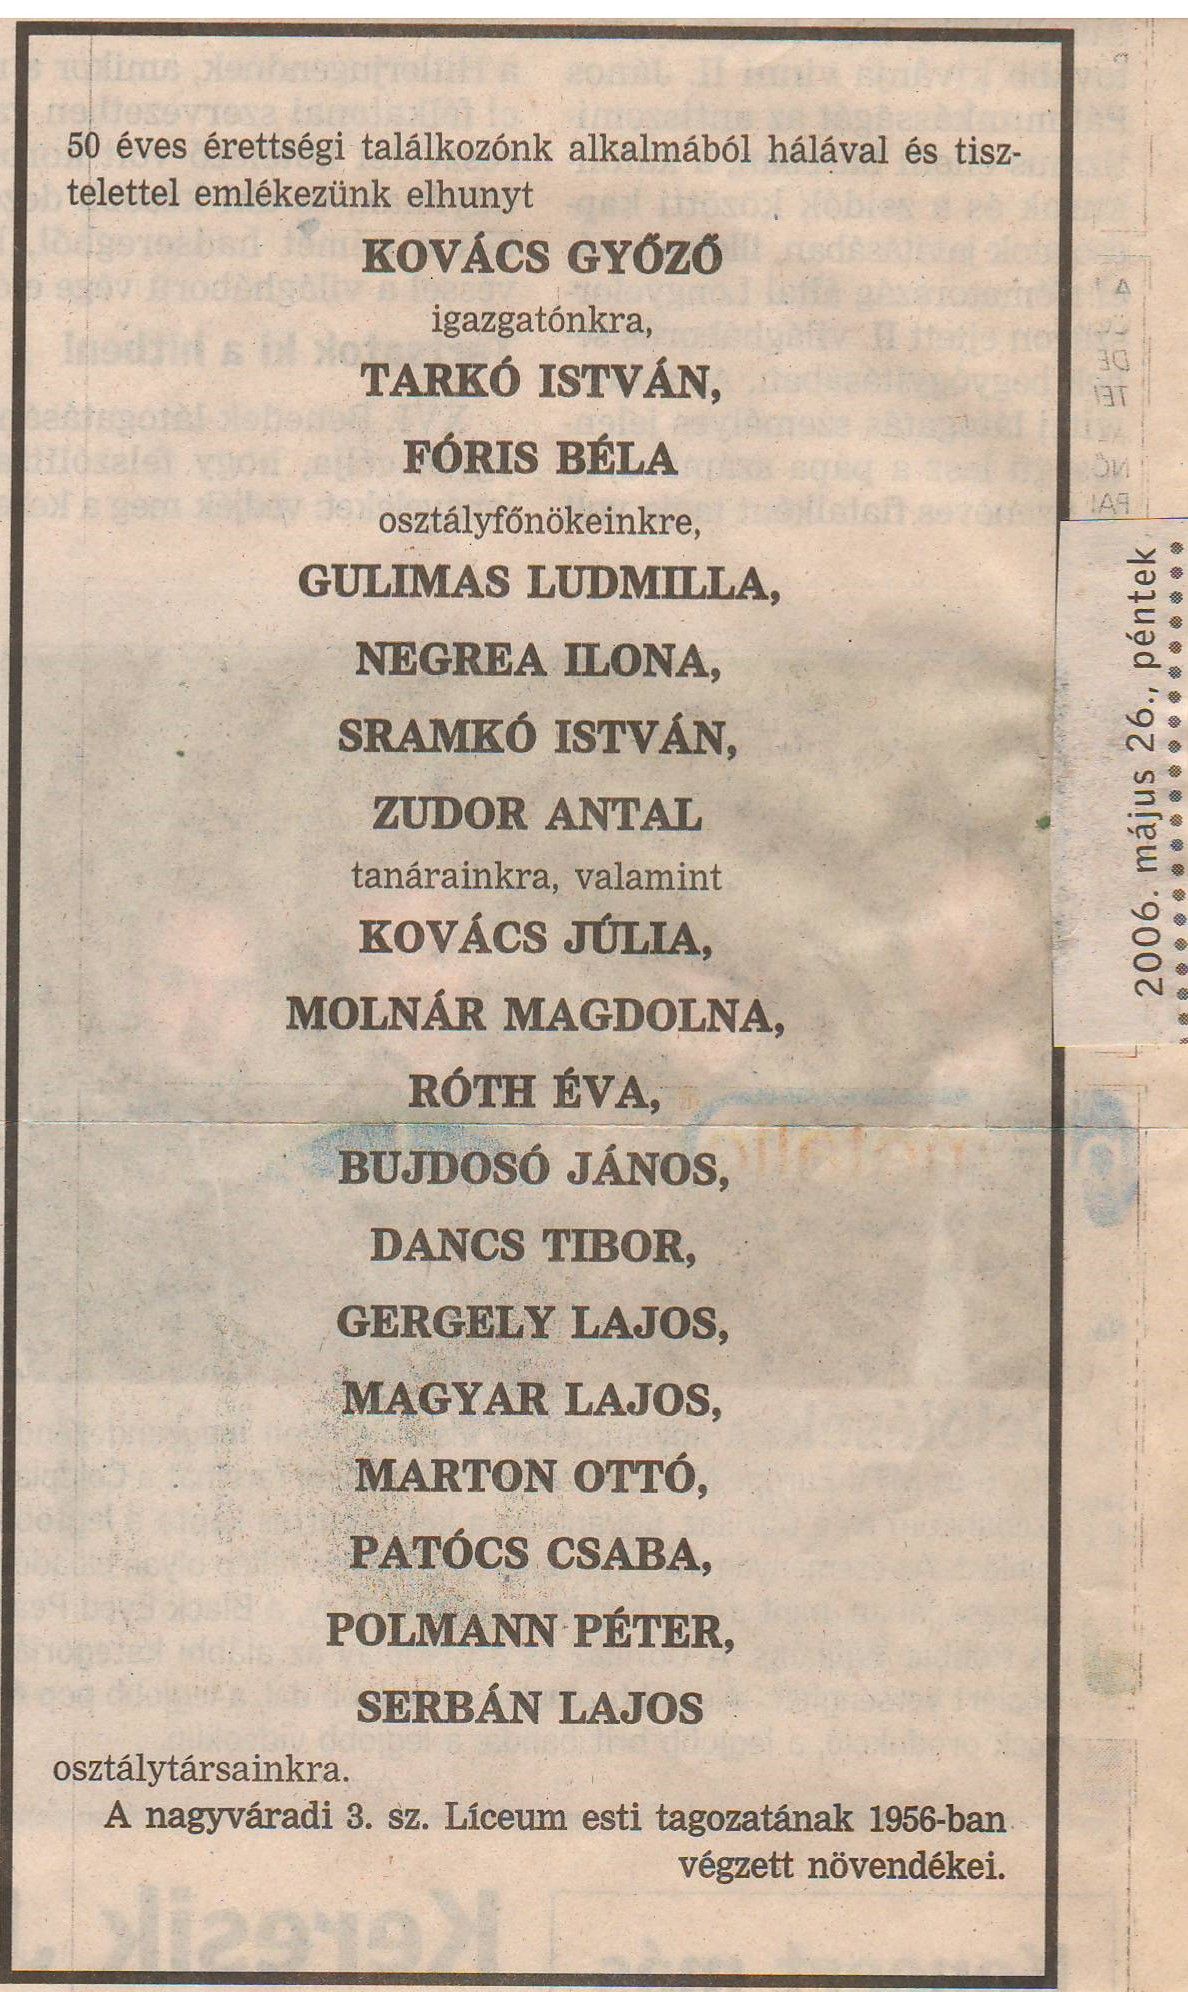 50 éves érettségi találkozónk alkalmából hálával és tisz-
telettel emlékezünk elhunyt
KOVÁCS GYŐZŐ
igazgatónkra,
TARKÓ ISTVÁN,
FÓRIS BÉLA
osztályfőnökeinkre,
GULIMAS LUDMILLA,
NEGREA ILONA,
SRAMKÓ ISTVÁN,
ZUDOR ANTAL
tanárainkra, valamint
KOVÁCS JÚLIA,
MOLNÁR MAGDOLNA,
RÓTH ÉVA,
BUJDOSÓ JÁNOS,
DANCS TIBOR,
GERGELY LAJOS,
MAGYAR LAJOS,
MARTON OTTÓ,
PATÓCS CSABA,
POLMANN PÉTER,
SERBÁN LAJOS
osztálytársainkra.
A nagyváradi 3. sz. Líceum esti tagozatának 1956-ban
végzett növendékei.
2006. május 26., péntek